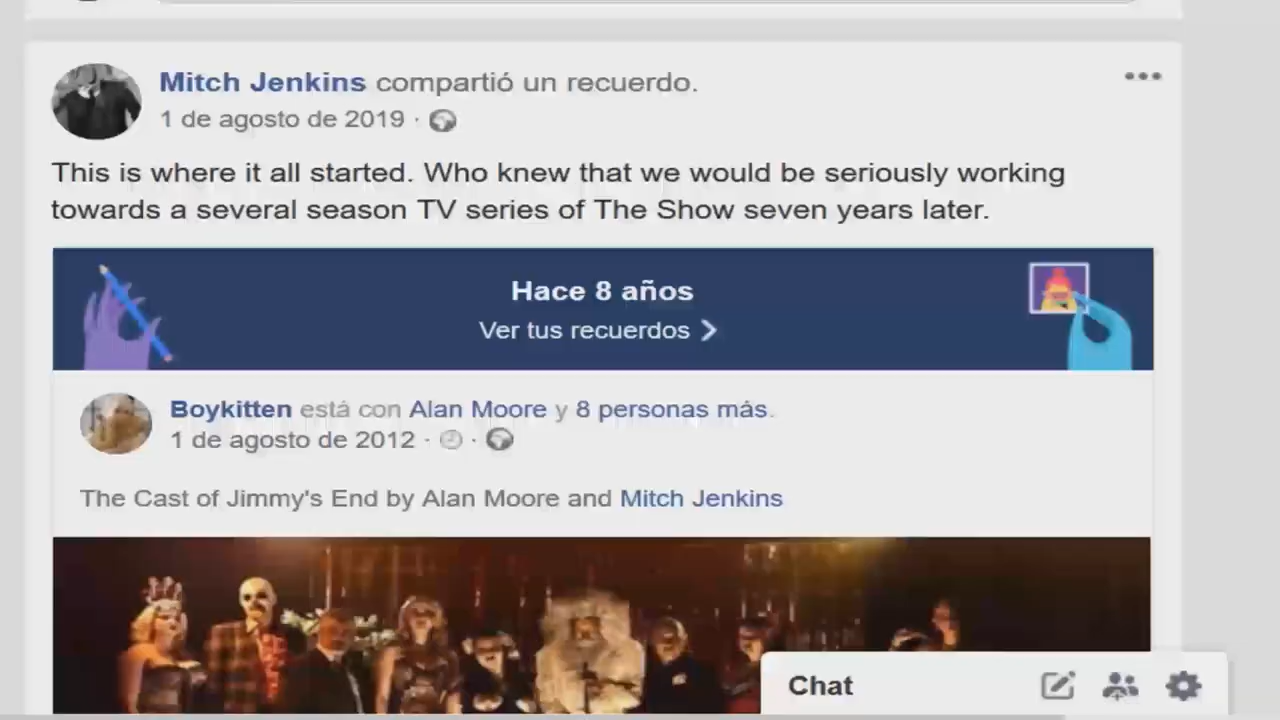 Mitch Jenkins compartió un recuerdo.
1 de agosto de 2019 ·
This is where it all started. Who knew that we would be seriously working
towards a several season TV series of The Show seven years later.
Hace 8 años
Ver tus recuerdos
Boykitten está con Alan Moore y 8 personas más.
1 de agosto de 2012 · ·
The Cast of Jimmy's End by Alan Moore and Mitch Jenkins
Chat